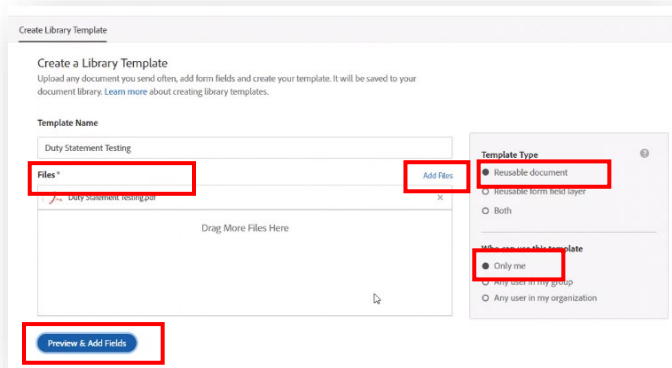 Create Library Template
Create a Library Template
Upload any document you send often, add form fields and create your template. It will be saved to your
document library. Learn more about creating library templates.
Template Name
Duty Statement Testing
Files *
Add Files
Duty Statement Testing.pdf
Drag More Files Here
Preview & Add Fields
Template Type
Reusable document
Reusable form field layer
Both
Who can use this template
Only me
Any user in my group
Any user in my organization